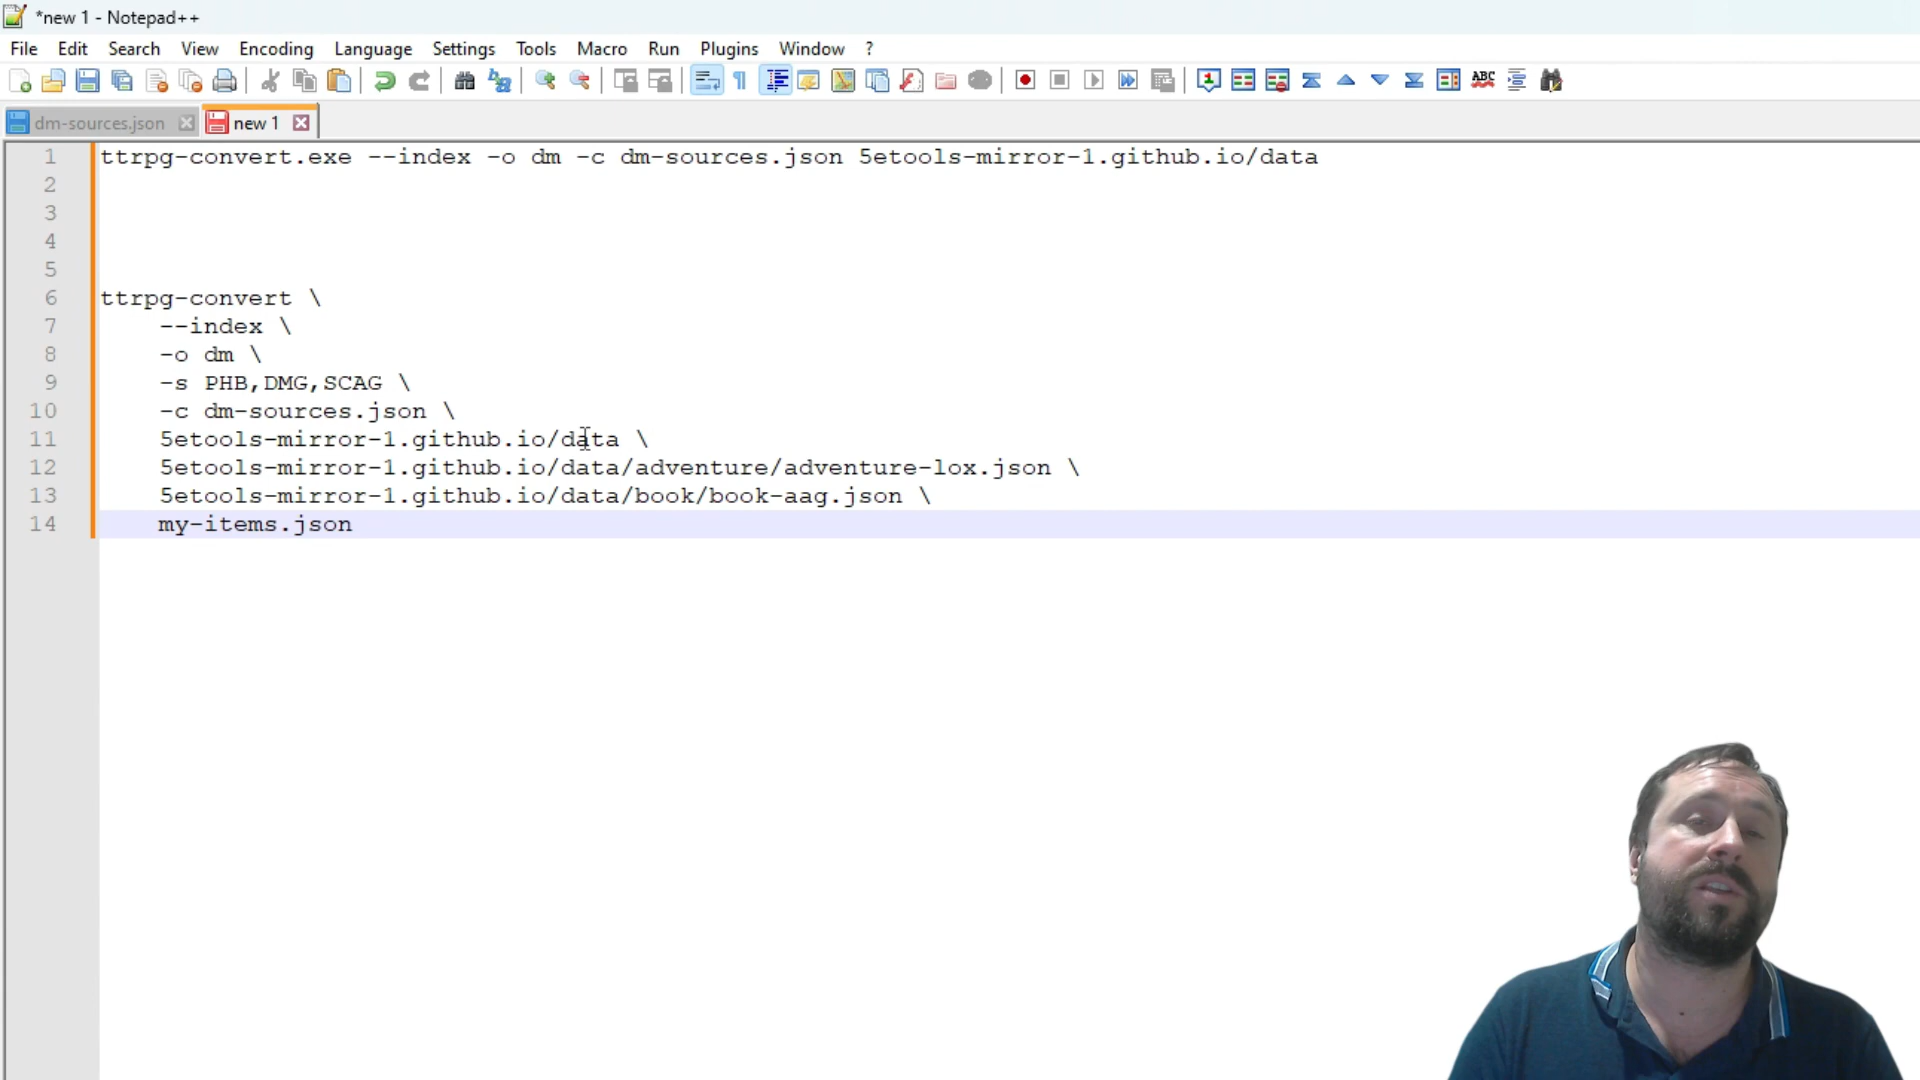 *new 1 - Notepad++
File Edit Search View Encoding Language Settings Tools Macro Run Plugins Window ?
dm-sources.json new 1
1 ttrpg-convert.exe --index -o dm -c dm-sources.json 5etools-mirror-1.github.io/data
2
3
4
5
6 ttrpg-convert \
7 --index \
8 -o dm \
9 -s PHB,DMG,SCAG \
10 -c dm-sources.json \
11 5etools-mirror-1.github.io/data \
12 5etools-mirror-1.github.io/data/adventure/adventure-lox.json \
13 5etools-mirror-1.github.io/data/book/book-aag.json \
14 my-items.json